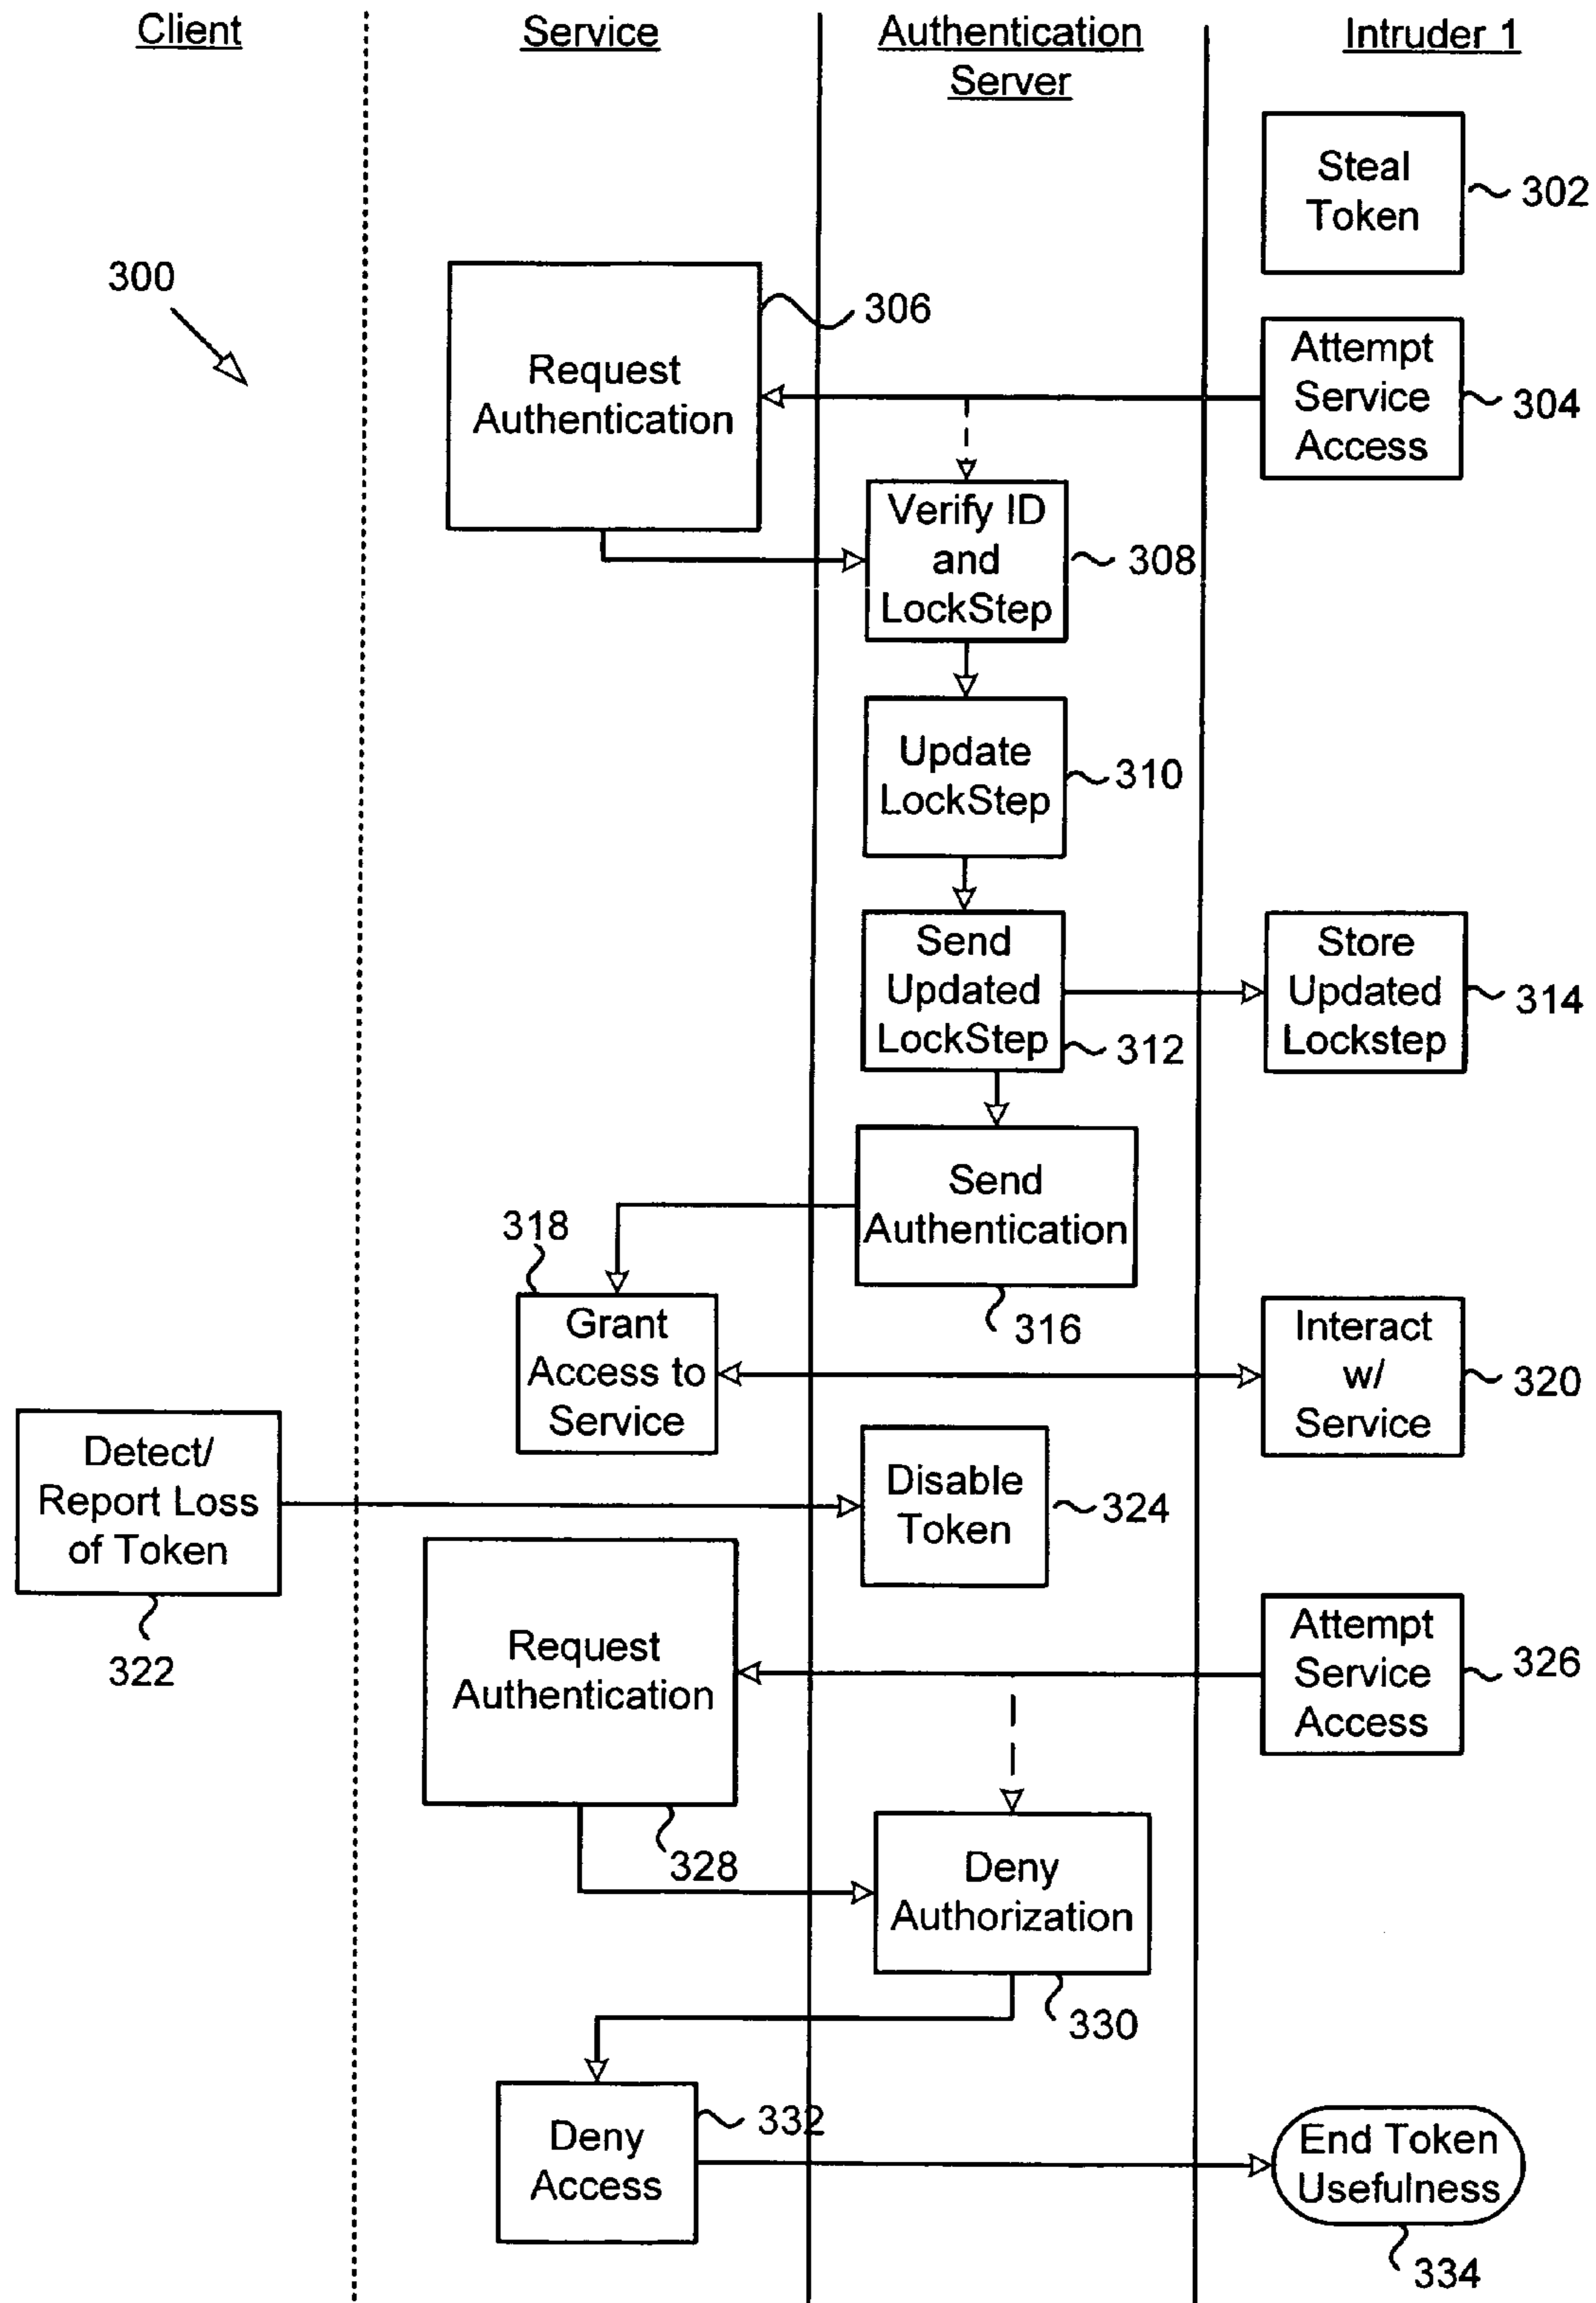 Client
Service
Authentication
Server
Intruder 1
Steal
Token
302
300
306
Request
Authentication
Attempt
Service
Access
304
Verify ID
and
LockStep
308
Update
LockStep
310
Send
Updated
LockStep
312
Store
Updated
Lockstep
314
Send
Authentication
316
318
Grant
Access to
Service
Interact
w/
Service
320
Detect/
Report Loss
of Token
322
Disable
Token
324
Request
Authentication
328
Attempt
Service
Access
326
Deny
Authorization
330
Deny
Access
332
End Token
Usefulness
334